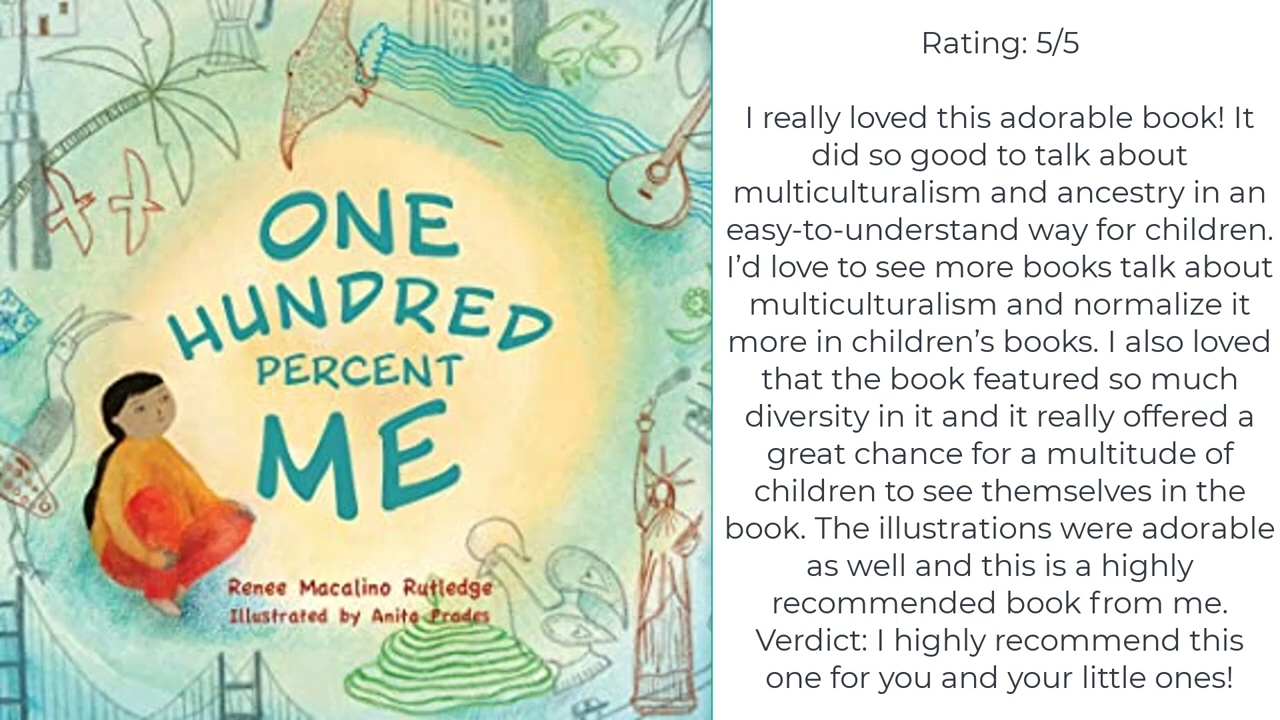 ONE
HUNDRED
PERCENT
ME
Renee Macalino Rutledge
Illustrated by Anita Prades
Rating: 5/5
I really loved this adorable book! It
did so good to talk about
multiculturalism and ancestry in an
easy-to-understand way for children.
I’d love to see more books talk about
multiculturalism and normalize it
more in children’s books. I also loved
that the book featured so much
diversity in it and it really offered a
great chance for a multitude of
children to see themselves in the
book. The illustrations were adorable
as well and this is a highly
recommended book from me.
Verdict: I highly recommend this
one for you and your little ones!